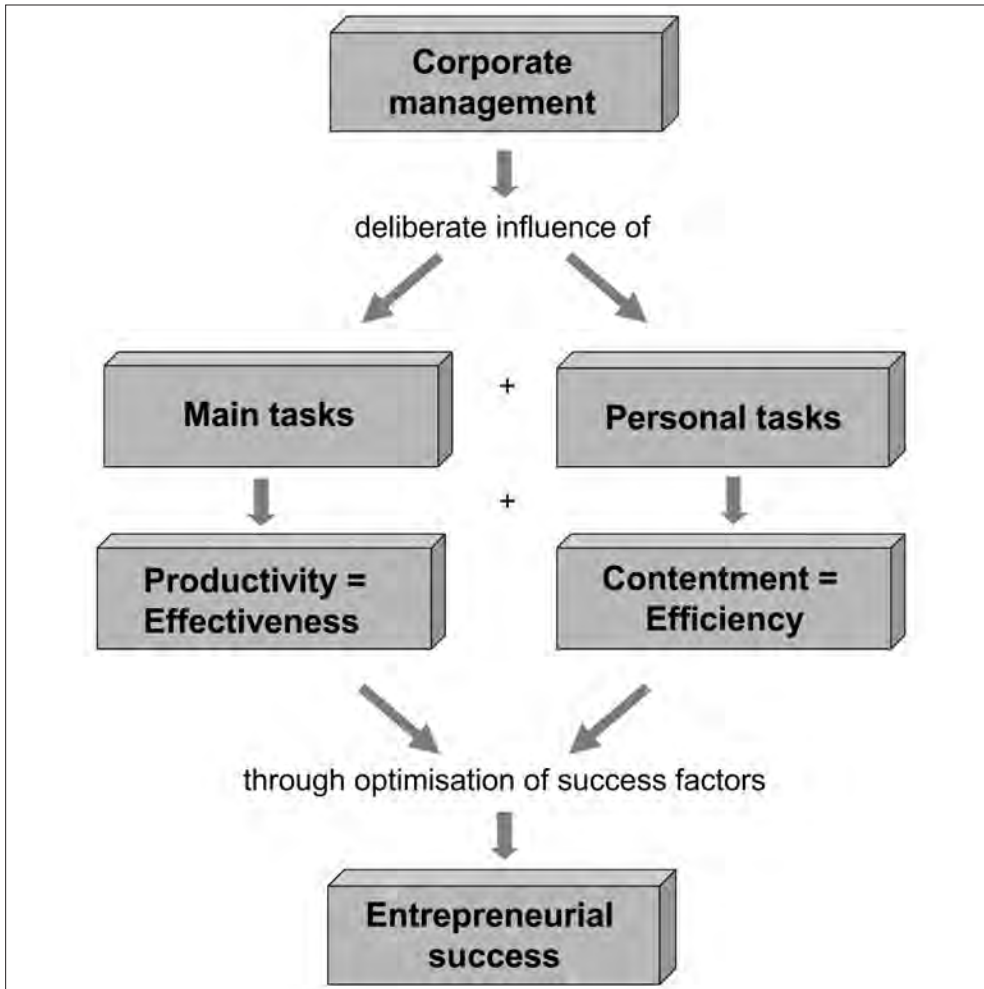 Corporate
management
deliberate influence of
Main tasks
+
Personal tasks
+
Productivity =
Effectiveness
Contentment =
Efficiency
through optimisation of success factors
Entrepreneurial
success